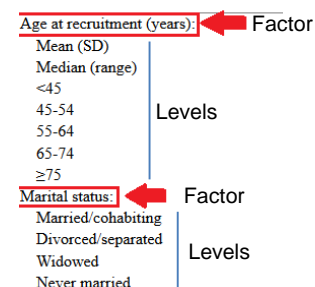 Age at recruitment (years): Factor
Mean (SD)
Median (range)
<45
45-54 Levels
55-64
65-74
≥75
Marital status: Factor
Married/cohabiting
Divorced/separated
Widowed Levels
Never married